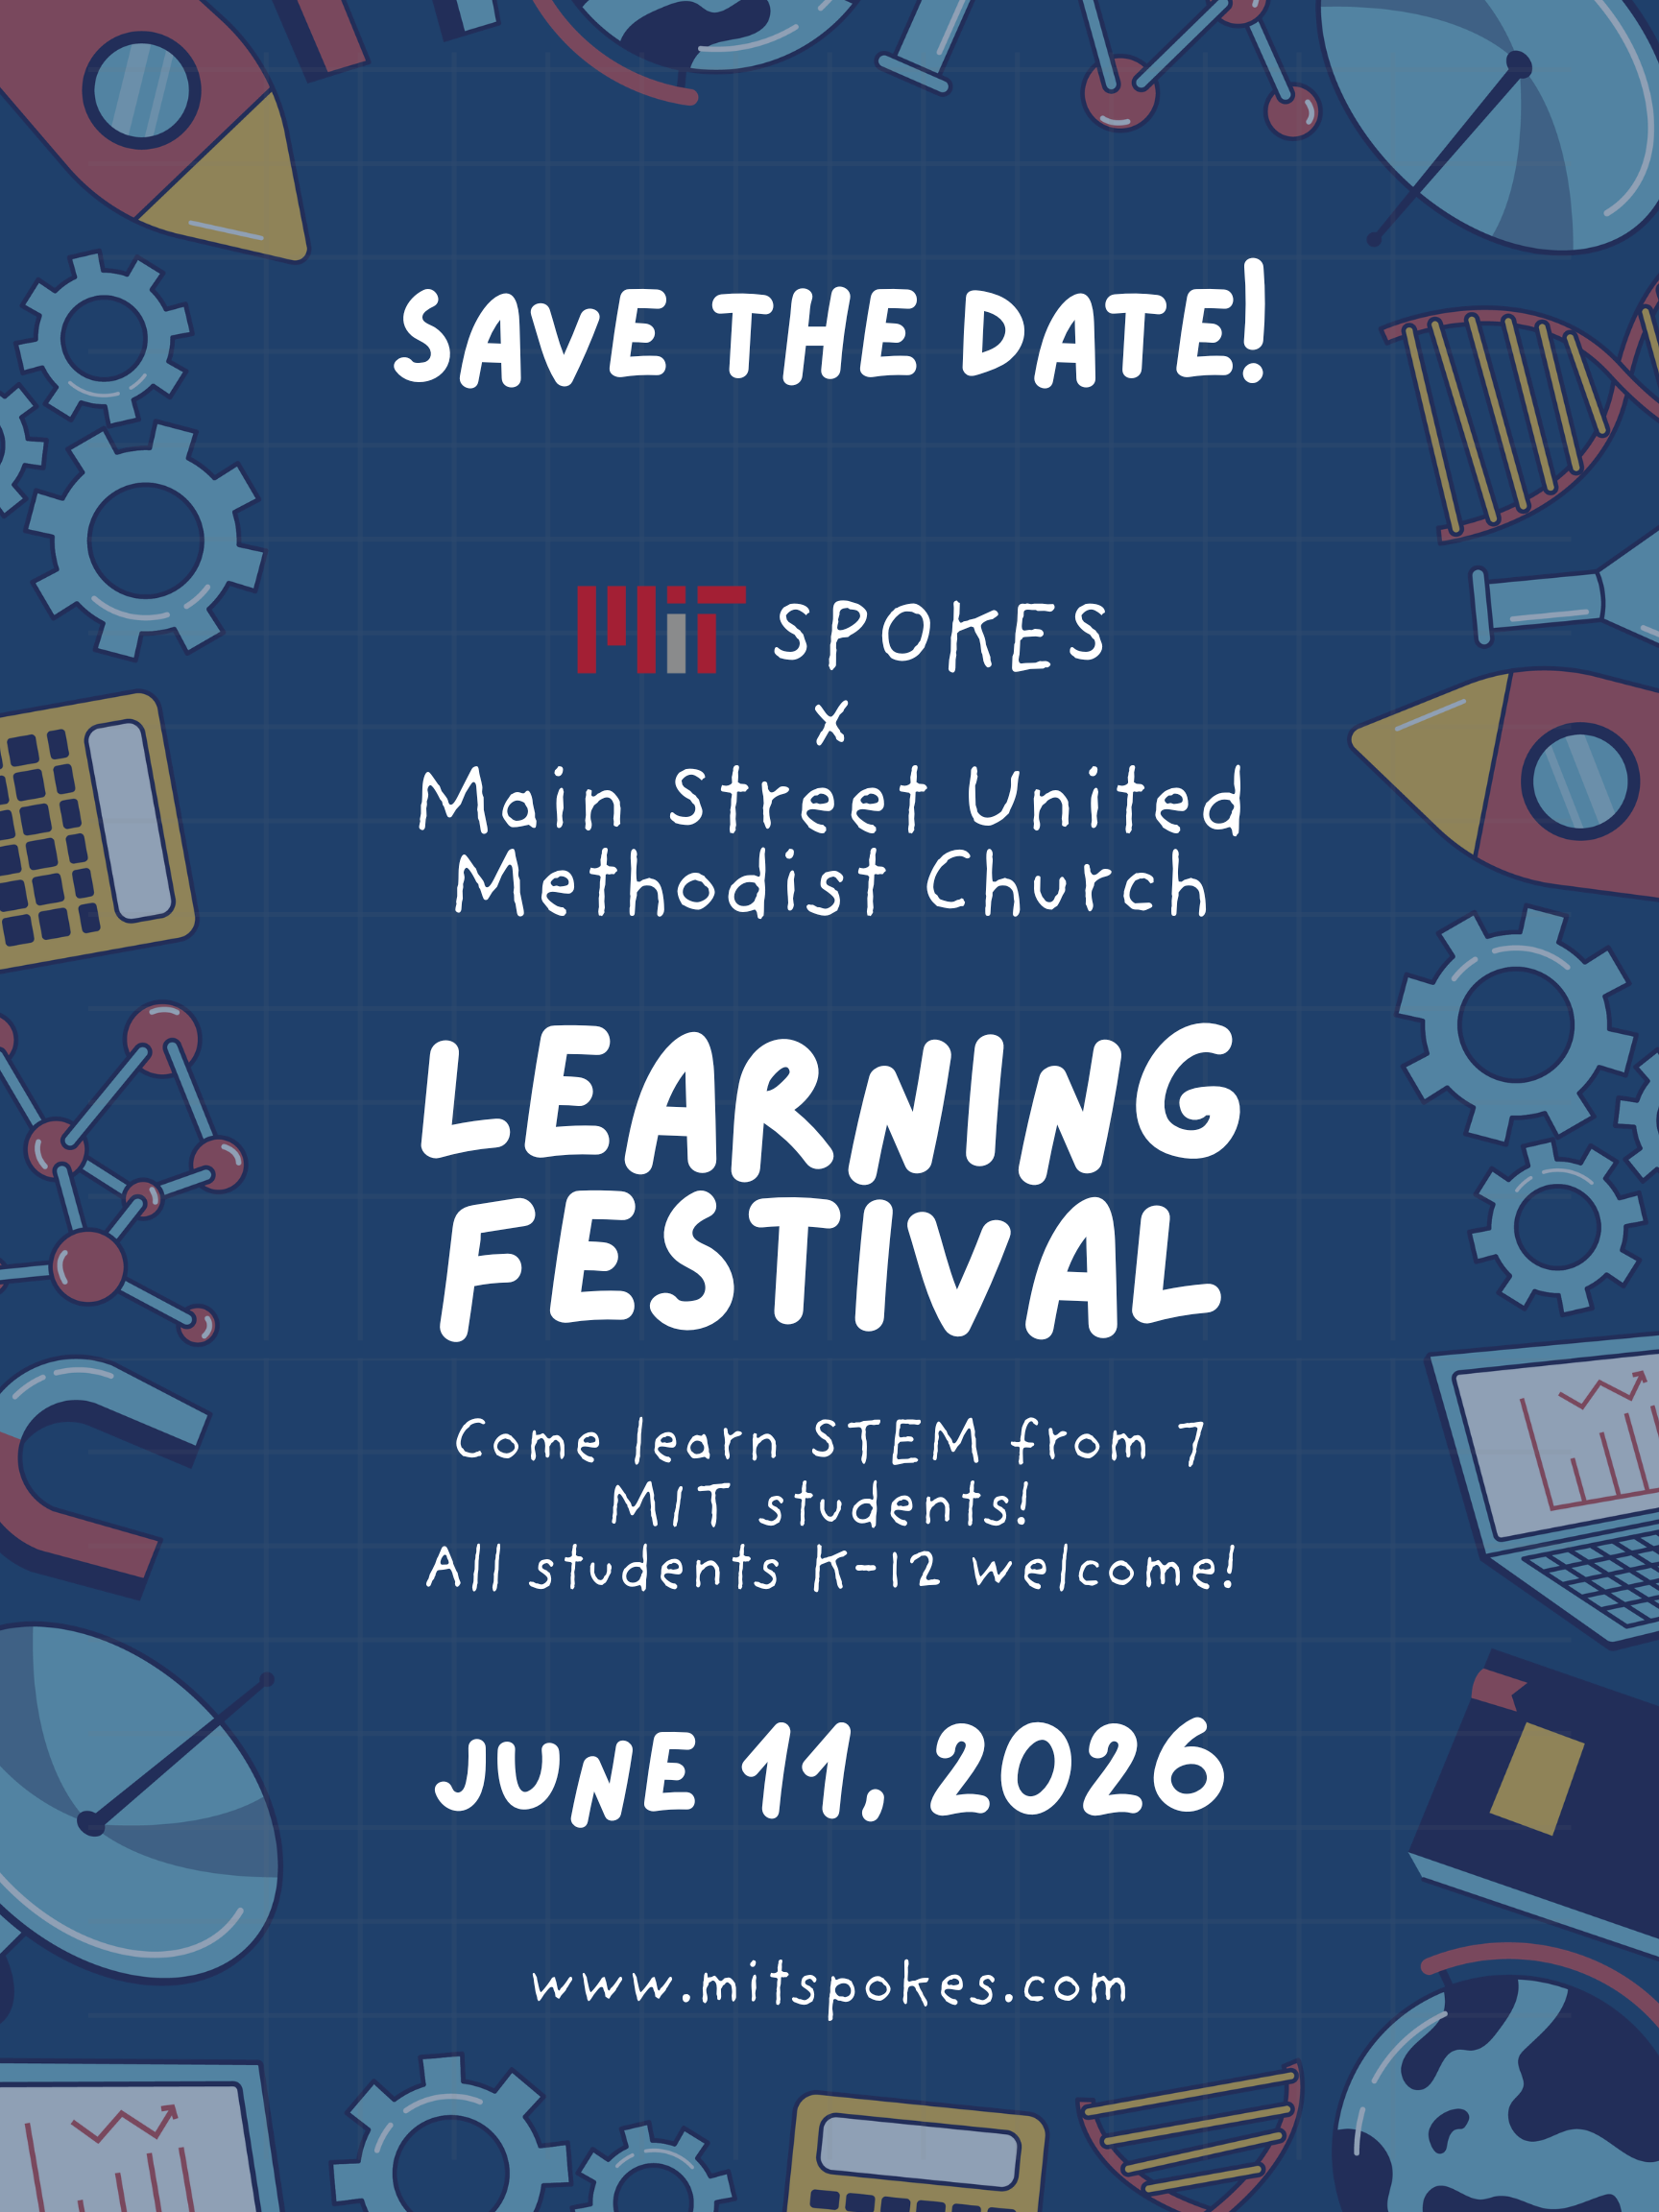 SAVE THE DATE!
MIT SPOKES
x
Main Street United
Methodist Church
LEARNING
FESTIVAL
Come learn STEM from 7
MIT students!
All students K-12 welcome!
JUNE 11, 2026
www.mitspokes.com